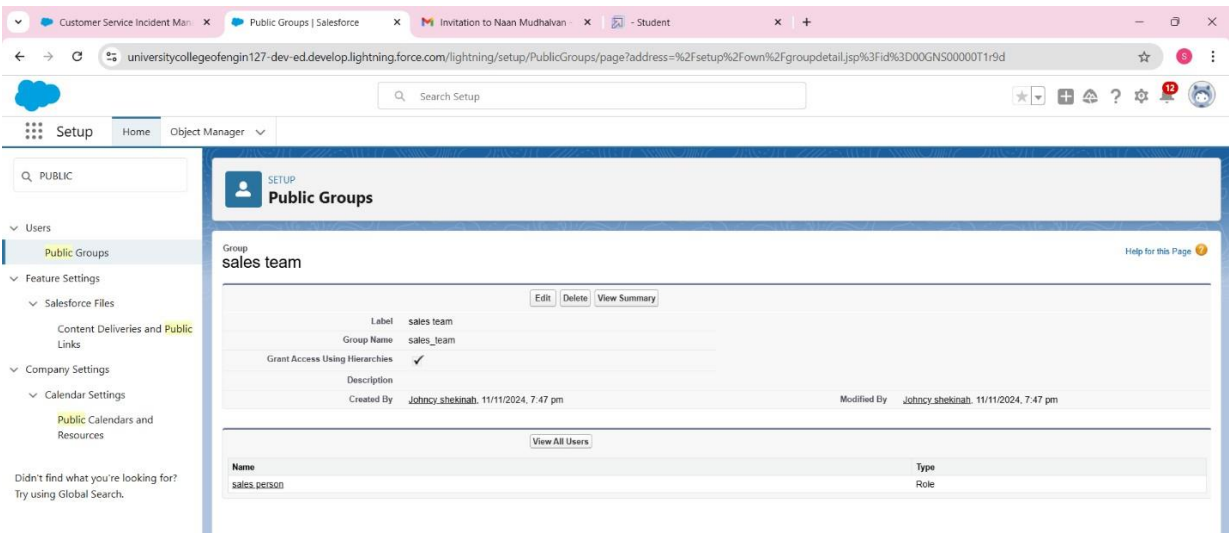 Customer Service Incident Man
Public Groups | Salesforce
Invitation to Naan Mudhalvan
- Student
universitycollegeofengin127-dev-ed.develop.lightning.force.com/lightning/setup/PublicGroups/page?address=%2Fsetup%2Fown%2Fgroupdetail.jsp%3Fid%3D00GNS00000T1r9d
S
Search Setup
12
Setup
Home
Object Manager
PUBLIC
Users
Public Groups
Feature Settings
Salesforce Files
Content Deliveries and Public
Links
Company Settings
Calendar Settings
Public Calendars and
Resources
Didn't find what you're looking for?
Try using Global Search.
SETUP
Public Groups
Group
sales team
Help for this Page
Edit Delete View Summary
Label sales team
Group Name sales_team
Grant Access Using Hierarchies ✓
Description
Created By Johncy shekinah, 11/11/2024, 7:47 pm Modified By Johncy shekinah, 11/11/2024, 7:47 pm
View All Users
Name Type
sales person Role